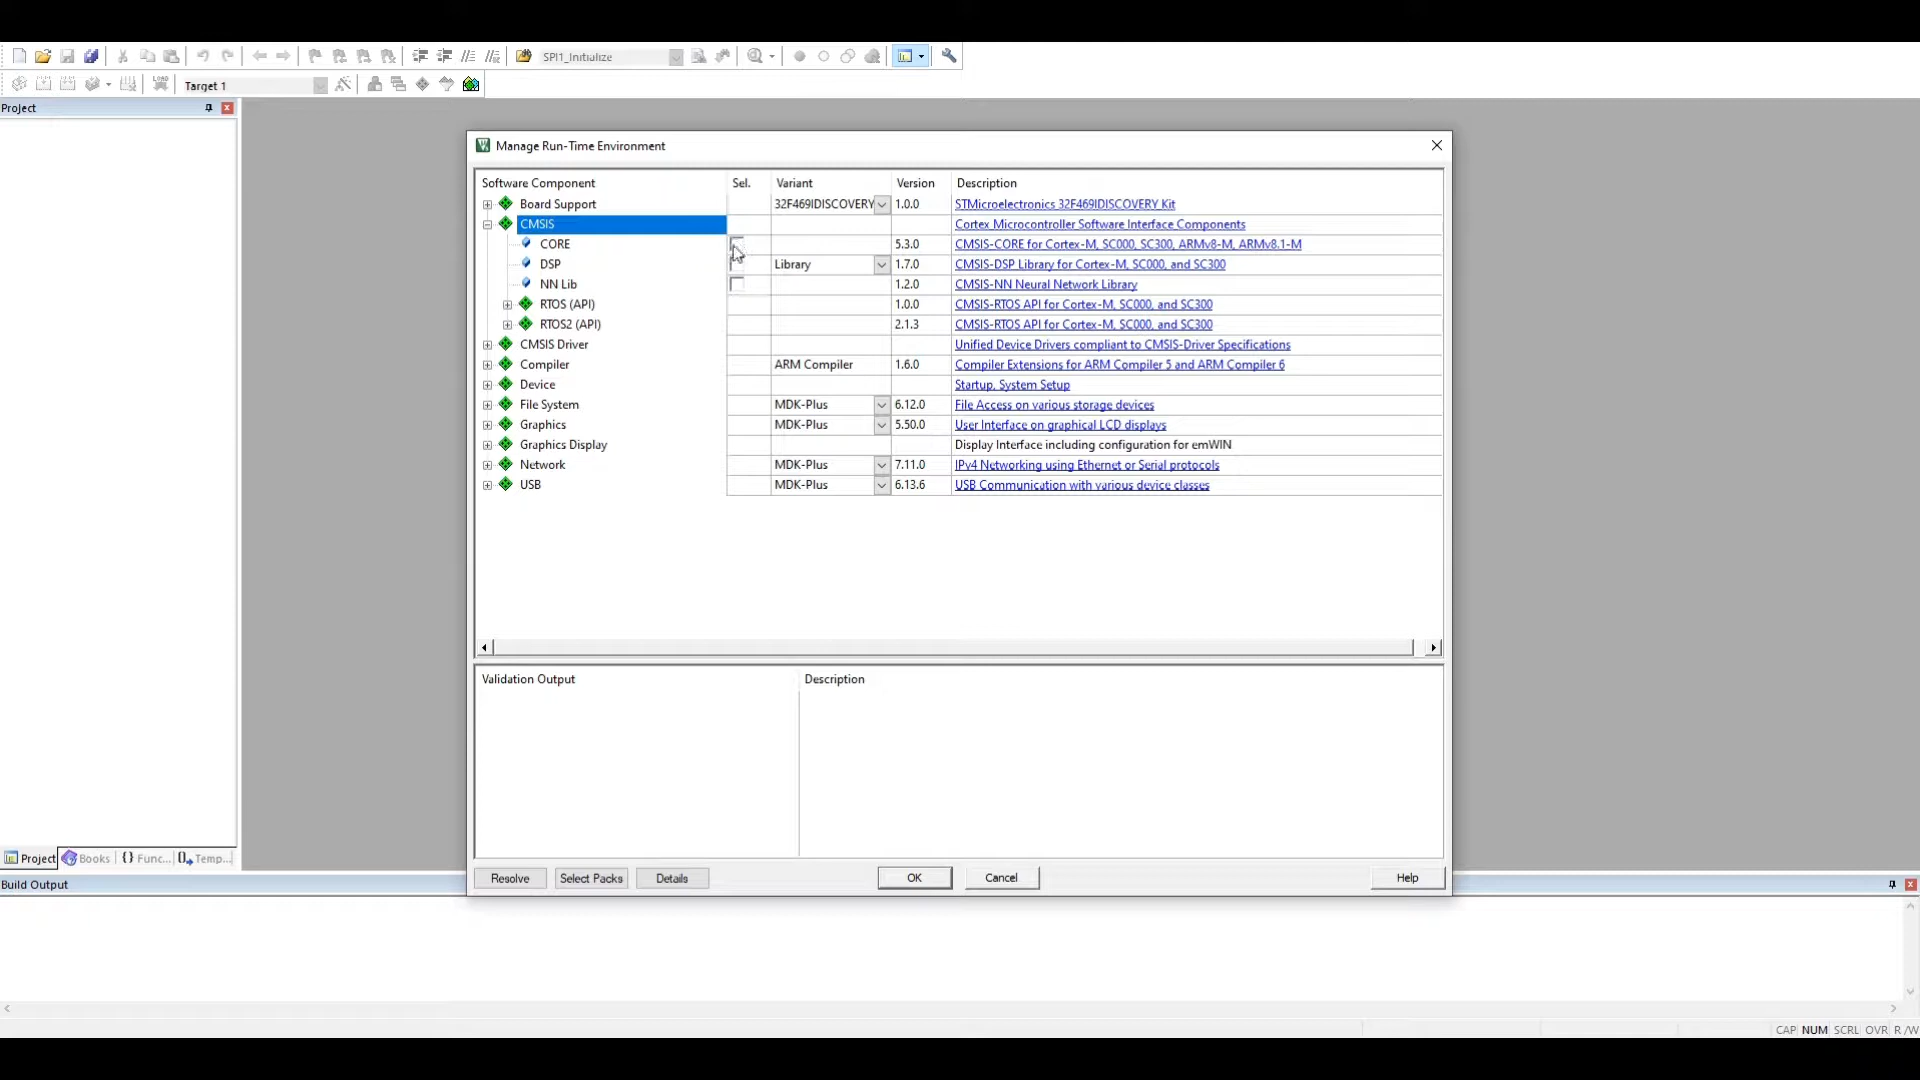 SPI1_Initialize
LOAD
Target 1
Project
Manage Run-Time Environment
Software Component Sel. Variant Version Description
Board Support 32F469IDISCOVERY 1.0.0 STMicroelectronics 32F469IDISCOVERY Kit
CMSIS Cortex Microcontroller Software Interface Components
CORE 5.3.0 CMSIS-CORE for Cortex-M, SC000, SC300, ARMv8-M, ARMv8.1-M
DSP Library 1.7.0 CMSIS-DSP Library for Cortex-M, SC000, and SC300
NN Lib 1.2.0 CMSIS-NN Neural Network Library
RTOS (API) 1.0.0 CMSIS-RTOS API for Cortex-M, SC000, and SC300
RTOS2 (API) 2.1.3 CMSIS-RTOS API for Cortex-M, SC000, and SC300
CMSIS Driver Unified Device Drivers compliant to CMSIS-Driver Specifications
Compiler ARM Compiler 1.6.0 Compiler Extensions for ARM Compiler 5 and ARM Compiler 6
Device Startup, System Setup
File System MDK-Plus 6.12.0 File Access on various storage devices
Graphics MDK-Plus 5.50.0 User Interface on graphical LCD displays
Graphics Display Display Interface including configuration for emWIN
Network MDK-Plus 7.11.0 IPv4 Networking using Ethernet or Serial protocols
USB MDK-Plus 6.13.6 USB Communication with various device classes
Validation Output Description
Resolve Select Packs Details OK Cancel Help
Project Books {} Func... Temp...
Build Output
CAP NUM SCRL OVR R/W